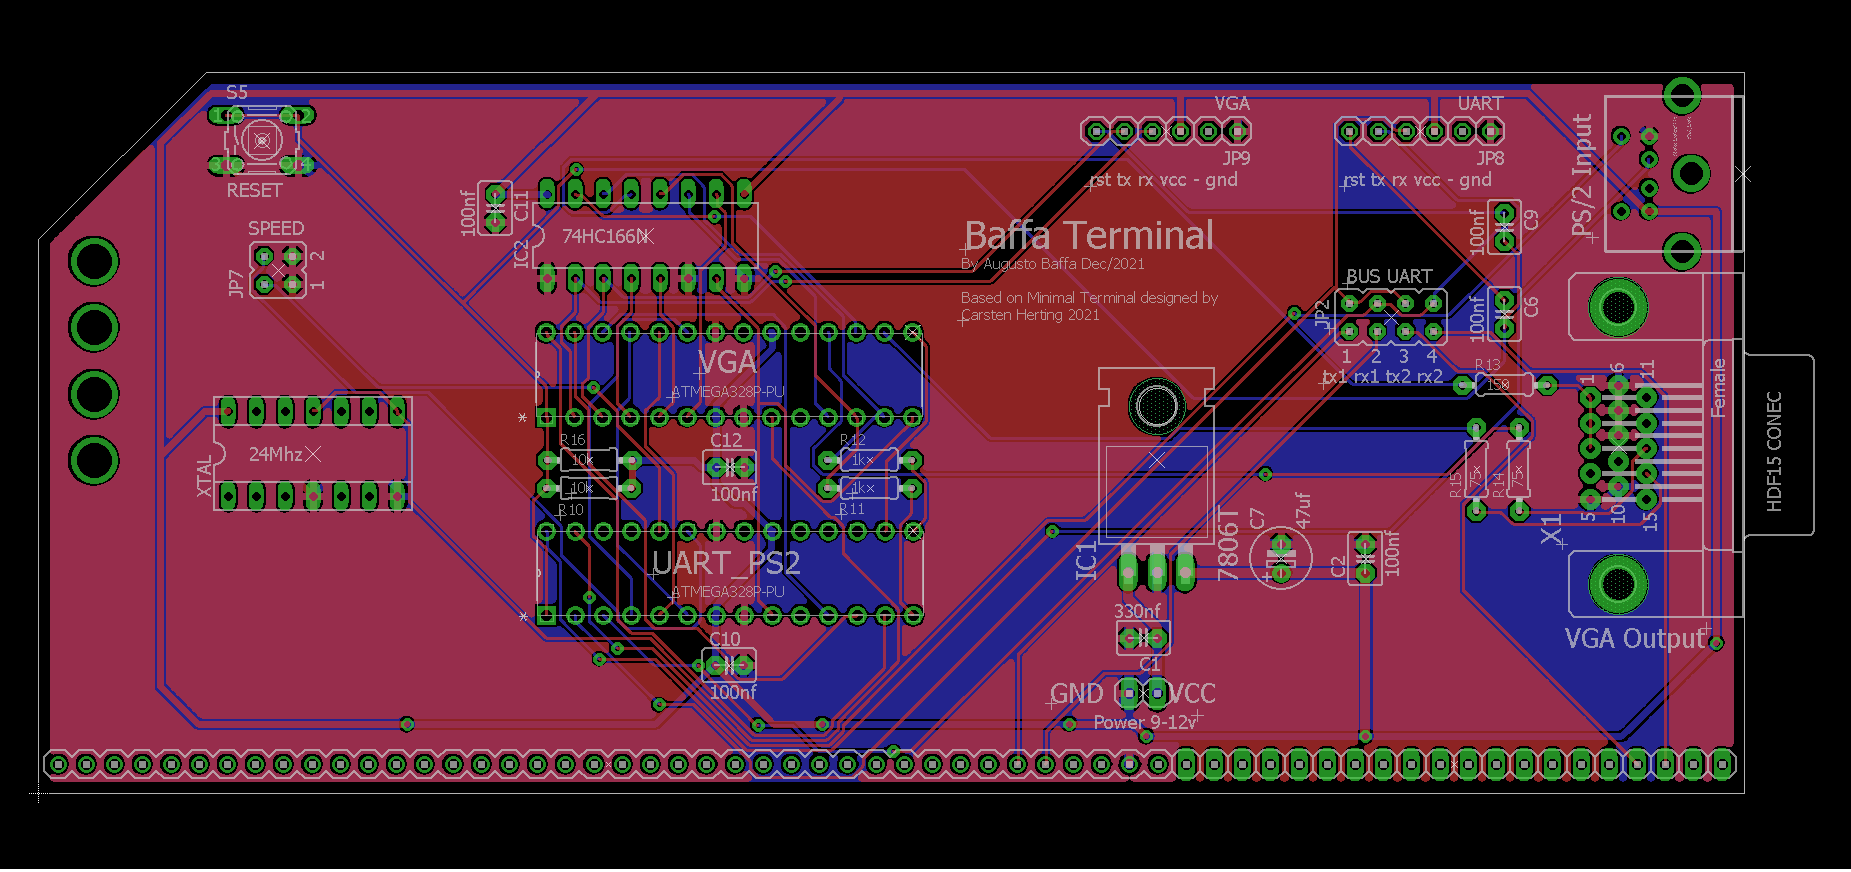 S5
RESET
SPEED
JP7
2
1
XTAL
24Mhz
100nf
C11
IC2
74HC166N
VGA
ATMEGA328P-PU
*
R16
10k
C12
R12
1k
10k
100nf
1k
R10
R11
UART_PS2
ATMEGA328P-PU
*
C10
100nf
VGA
JP9
rst tx rx vcc - gnd
UART
JP8
rst tx rx vcc - gnd
Baffa Terminal
By Augusto Baffa Dec/2021
Based on Minimal Terminal designed by
Carsten Herting 2021
PS/2 Input
100nf
C9
BUS UART
JP2
1 2 3 4
tx1 rx1 tx2 rx2
100nf
C6
R13
150
R15
75
R14
75
1
6
11
5
10
15
X1
Female
HDF15 CONEC
VGA Output
IC1
7806T
C7
47uf
+
C2
100nf
330nf
C1
GND
VCC
Power 9-12v